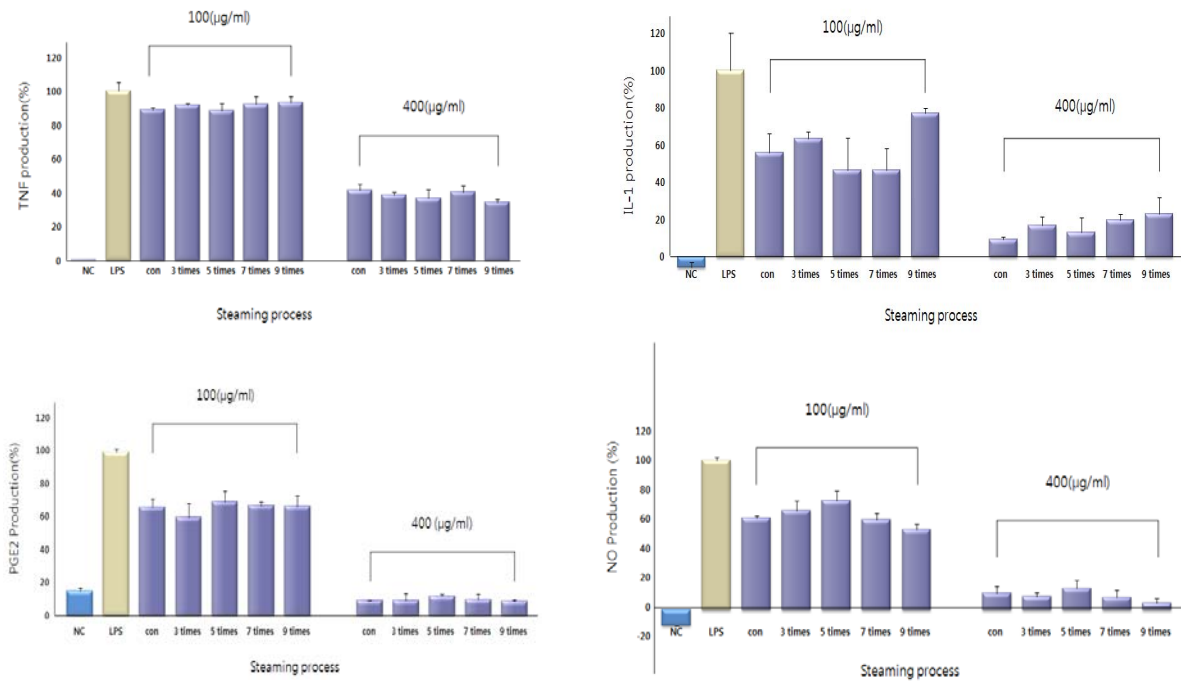 100(μg/ml)
TNF production(%)
120
100
80
60
40
20
0
400(μg/ml)
NC LPS con 3 times 5 times 7 times 9 times con 3 times 5 times 7 times 9 times
Steaming process
100(μg/ml)
IL-1 production(%)
120
100
80
60
40
20
0
400(μg/ml)
NC LPS con 3 times 5 times 7 times 9 times con 3 times 5 times 7 times 9 times
Steaming process
100(μg/ml)
PGE2 Production(%)
120
100
80
60
40
20
0
400 (μg/ml)
NC LPS con 3 times 5 times 7 times 9 times con 3 times 5 times 7 times 9 times
Steaming process
100(μg/ml)
NO Production (%)
120
100
80
60
40
20
0
-20
400(μg/ml)
NC LPS con 3 times 5 times 7 times 9 times con 3 times 5 times 7 times 9 times
Steaming process